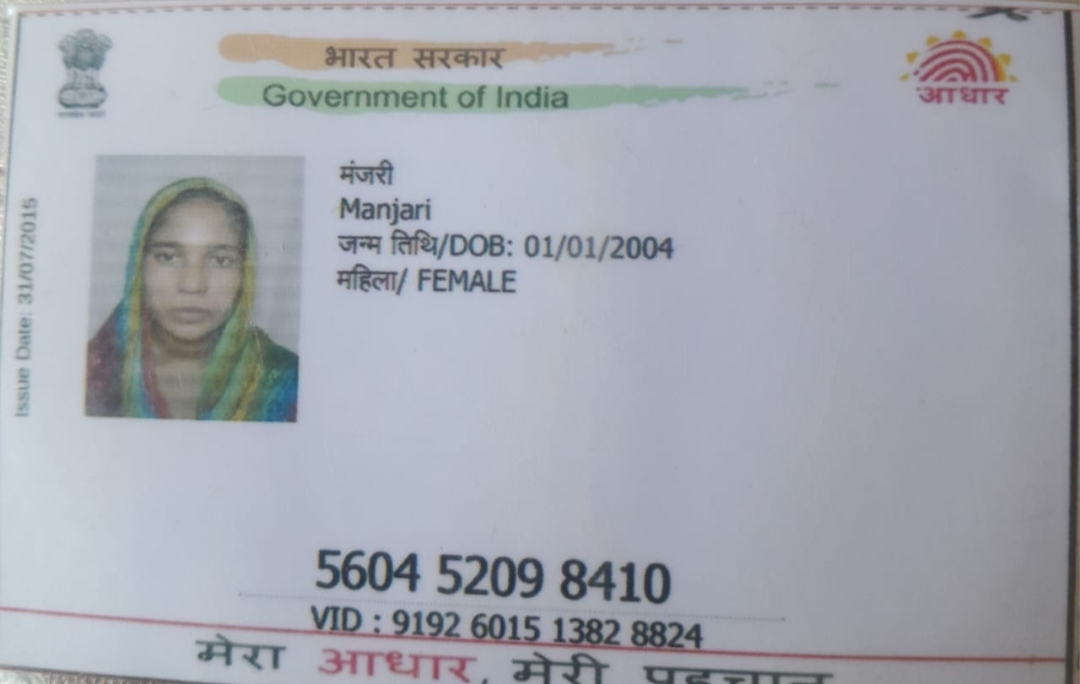 भारत सरकार
Government of India
आधार
Issue Date: 31/07/2015
मंजरी
Manjari
जन्म तिथि/DOB: 01/01/2004
महिला/ FEMALE
5604 5209 8410
VID : 9192 6015 1382 8824
मेरा आधार, मेरी पहचान